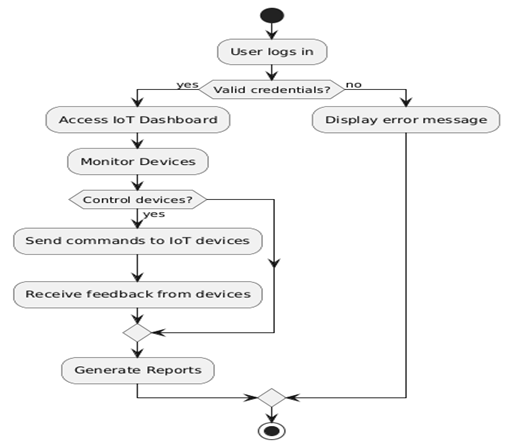 User logs in
yes
Valid credentials?
no
Access IoT Dashboard
Display error message
Monitor Devices
Control devices?
yes
Send commands to IoT devices
Receive feedback from devices
Generate Reports